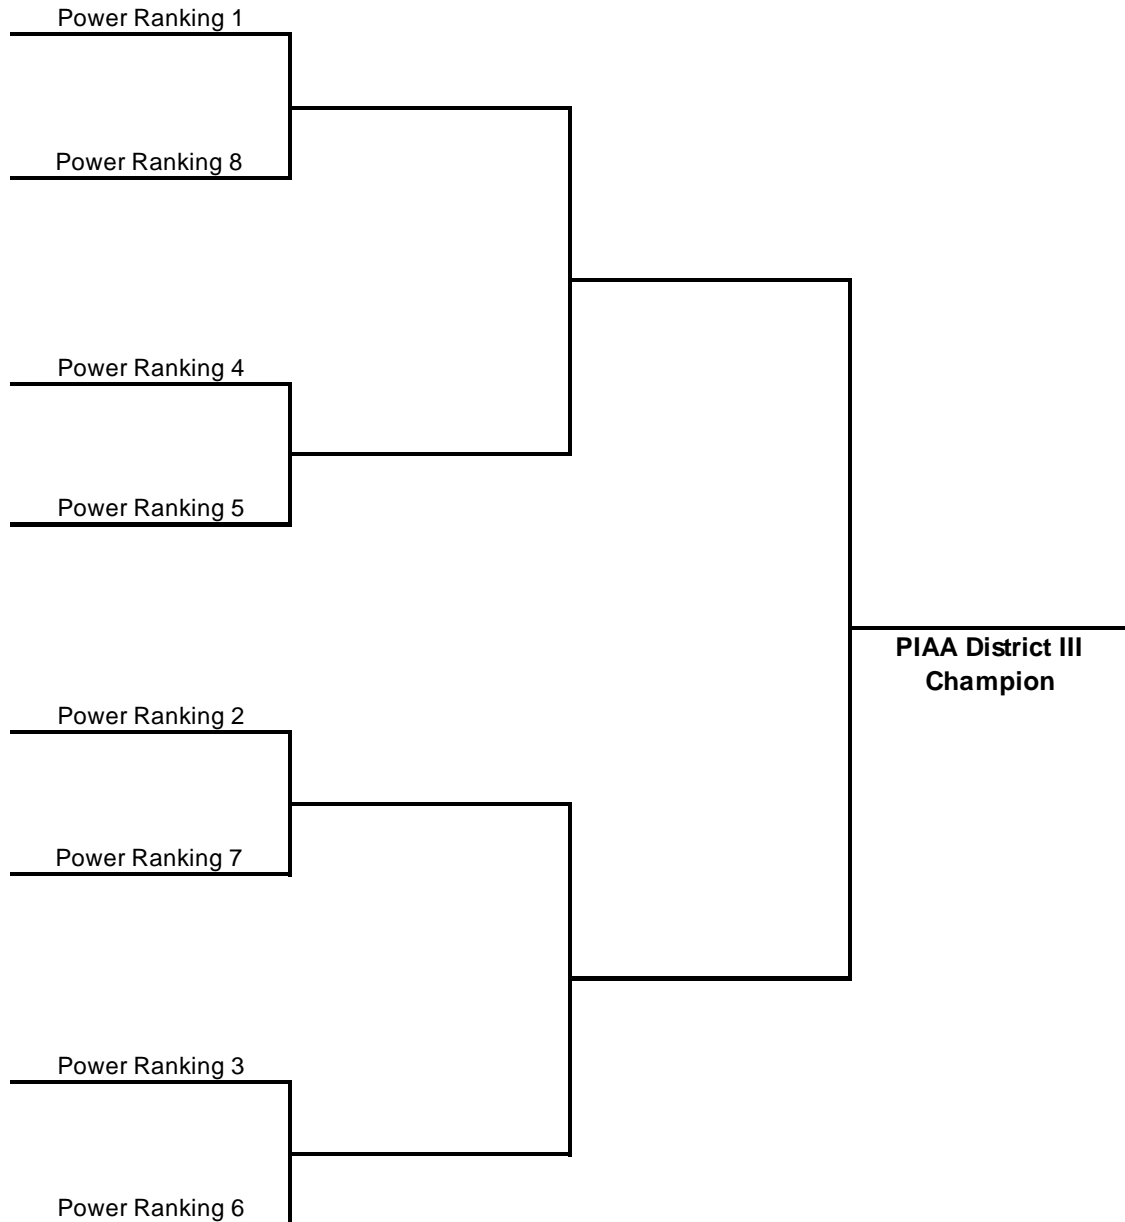 Power Ranking 1
Power Ranking 8
Power Ranking 4
Power Ranking 5
PIAA District III
Champion
Power Ranking 2
Power Ranking 7
Power Ranking 3
Power Ranking 6